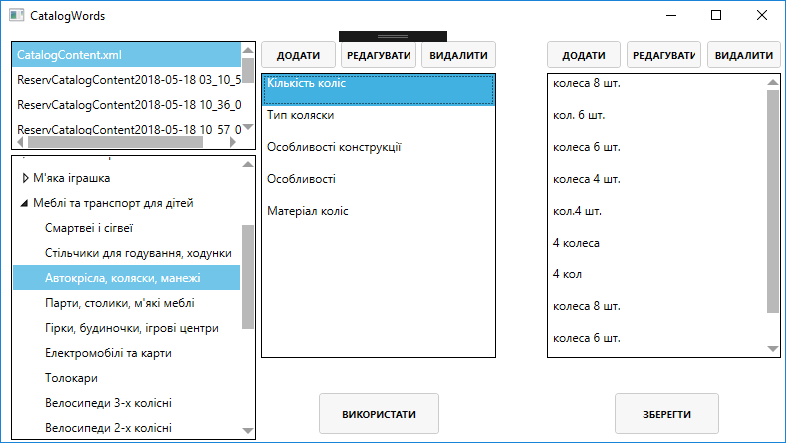 CatalogWords
CatalogContent.xml
ReservCatalogContent2018-05-18 03_10_5
ReservCatalogContent2018-05-18 10_36_0
ReservCatalogContent2018-05-18 10_57_0
М'яка іграшка
Меблі та транспорт для дітей
Смартвеі і сігвеї
Стільчики для годування, ходунки
Автокрісла, коляски, манежі
Парти, столики, м'які меблі
Гірки, будиночки, ігрові центри
Електромобілі та карти
Толокари
Велосипеди 3-х колісні
Велосипеди 2-х колісні
ДОДАТИ РЕДАГУВАТИ ВИДАЛИТИ
Кількість коліс
Тип коляски
Особливості конструкції
Особливості
Матеріал коліс
ВИКОРИСТАТИ
ДОДАТИ РЕДАГУВАТИ ВИДАЛИТИ
колеса 8 шт.
кол. 6 шт.
колеса 6 шт.
колеса 4 шт.
кол.4 шт.
4 колеса
4 кол
колеса 8 шт.
колеса 6 шт.
ЗБЕРЕГТИ